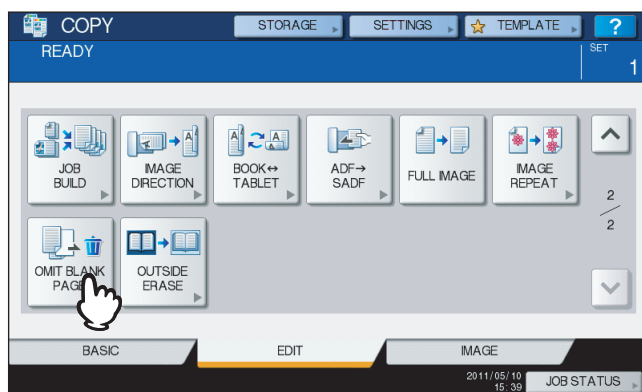 COPY
STORAGE
SETTINGS
TEMPLATE
?
READY
SET
1
JOB
BUILD
IMAGE
DIRECTION
BOOK↔
TABLET
ADF→
SADF
FULL IMAGE
IMAGE
REPEAT
2
2
OMIT BLANK
PAGE
OUTSIDE
ERASE
BASIC
EDIT
IMAGE
2011/05/10
15:39
JOB STATUS